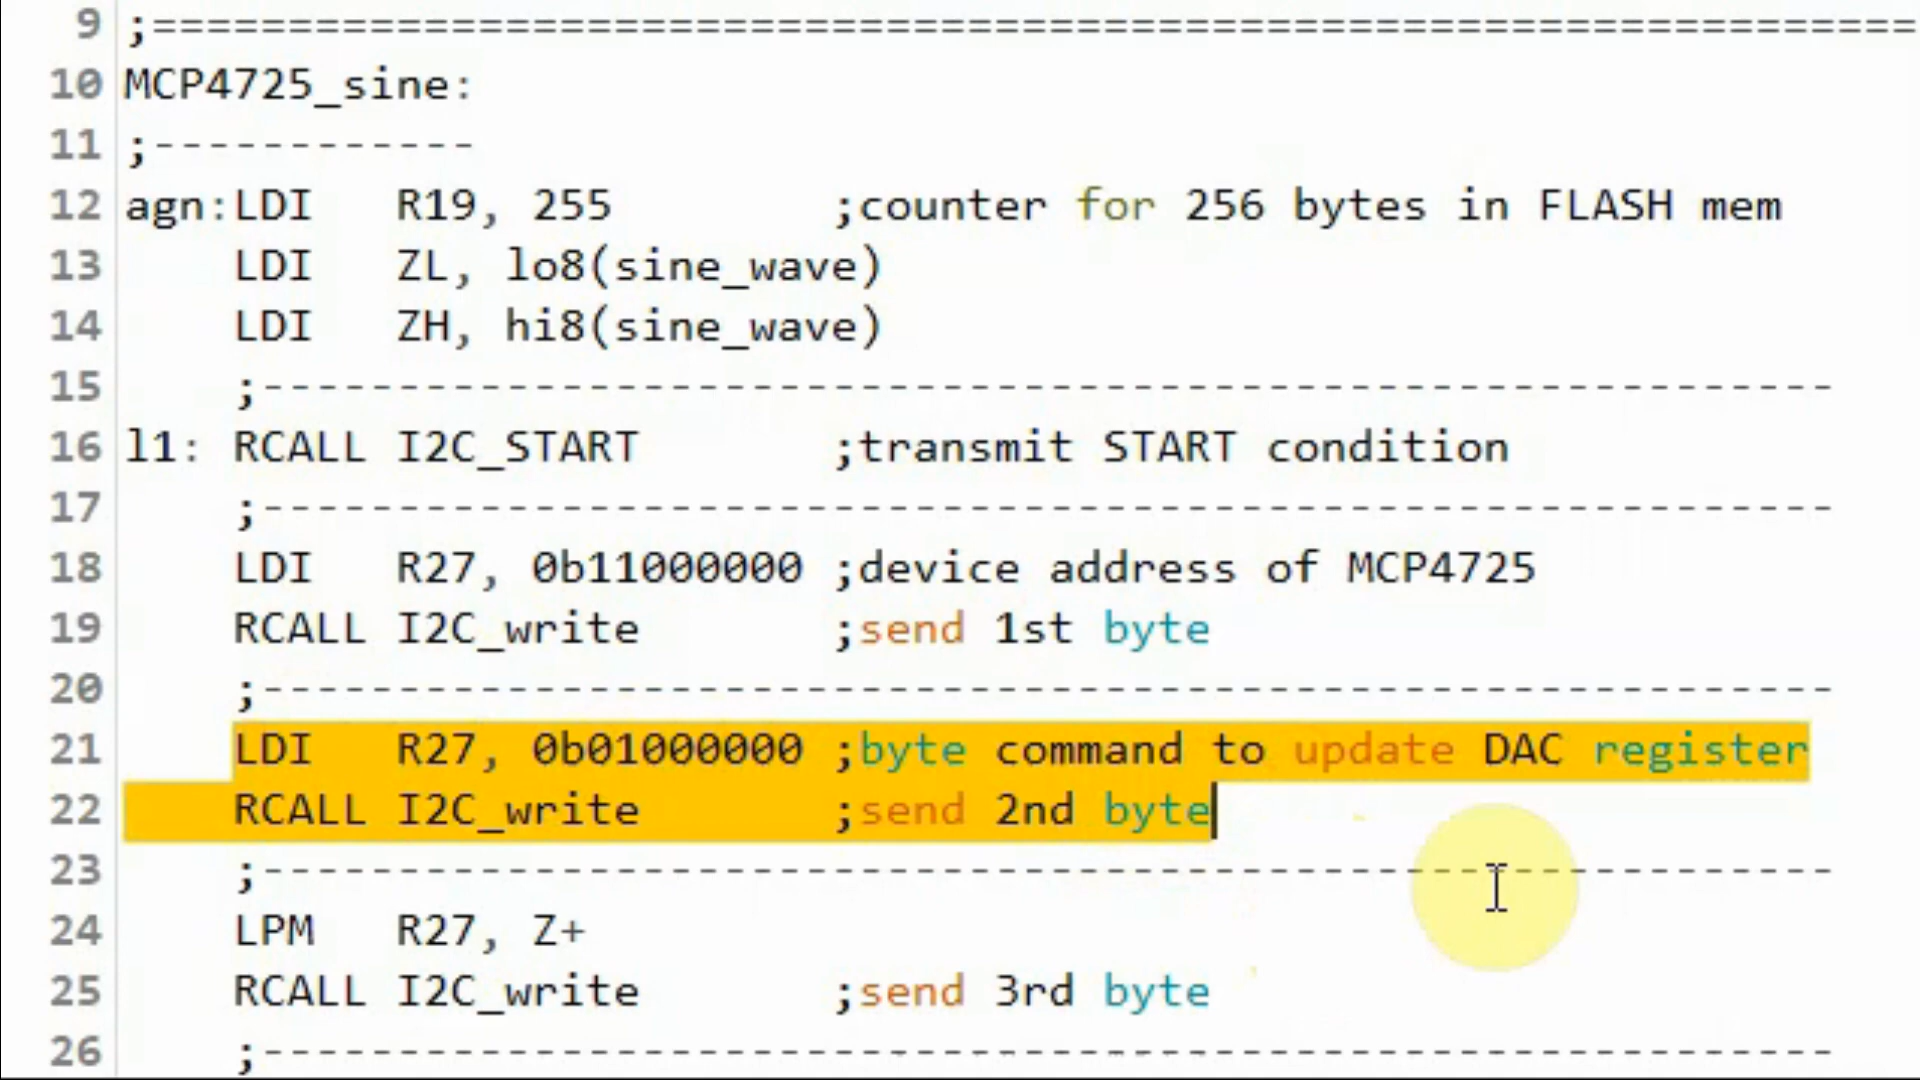 9 ;=================================================================
10 MCP4725_sine:
11 ;------------
12 agn:LDI   R19, 255        ;counter for 256 bytes in FLASH mem
13     LDI   ZL, lo8(sine_wave)
14     LDI   ZH, hi8(sine_wave)
15     ;----------------------------------------------------------
16 l1: RCALL I2C_START       ;transmit START condition
17     ;----------------------------------------------------------
18     LDI   R27, 0b11000000 ;device address of MCP4725
19     RCALL I2C_write       ;send 1st byte
20     ;----------------------------------------------------------
21     LDI   R27, 0b01000000 ;byte command to update DAC register
22     RCALL I2C_write       ;send 2nd byte
23     ;----------------------------------------------------------
24     LPM   R27, Z+
25     RCALL I2C_write       ;send 3rd byte
26     ;----------------------------------------------------------